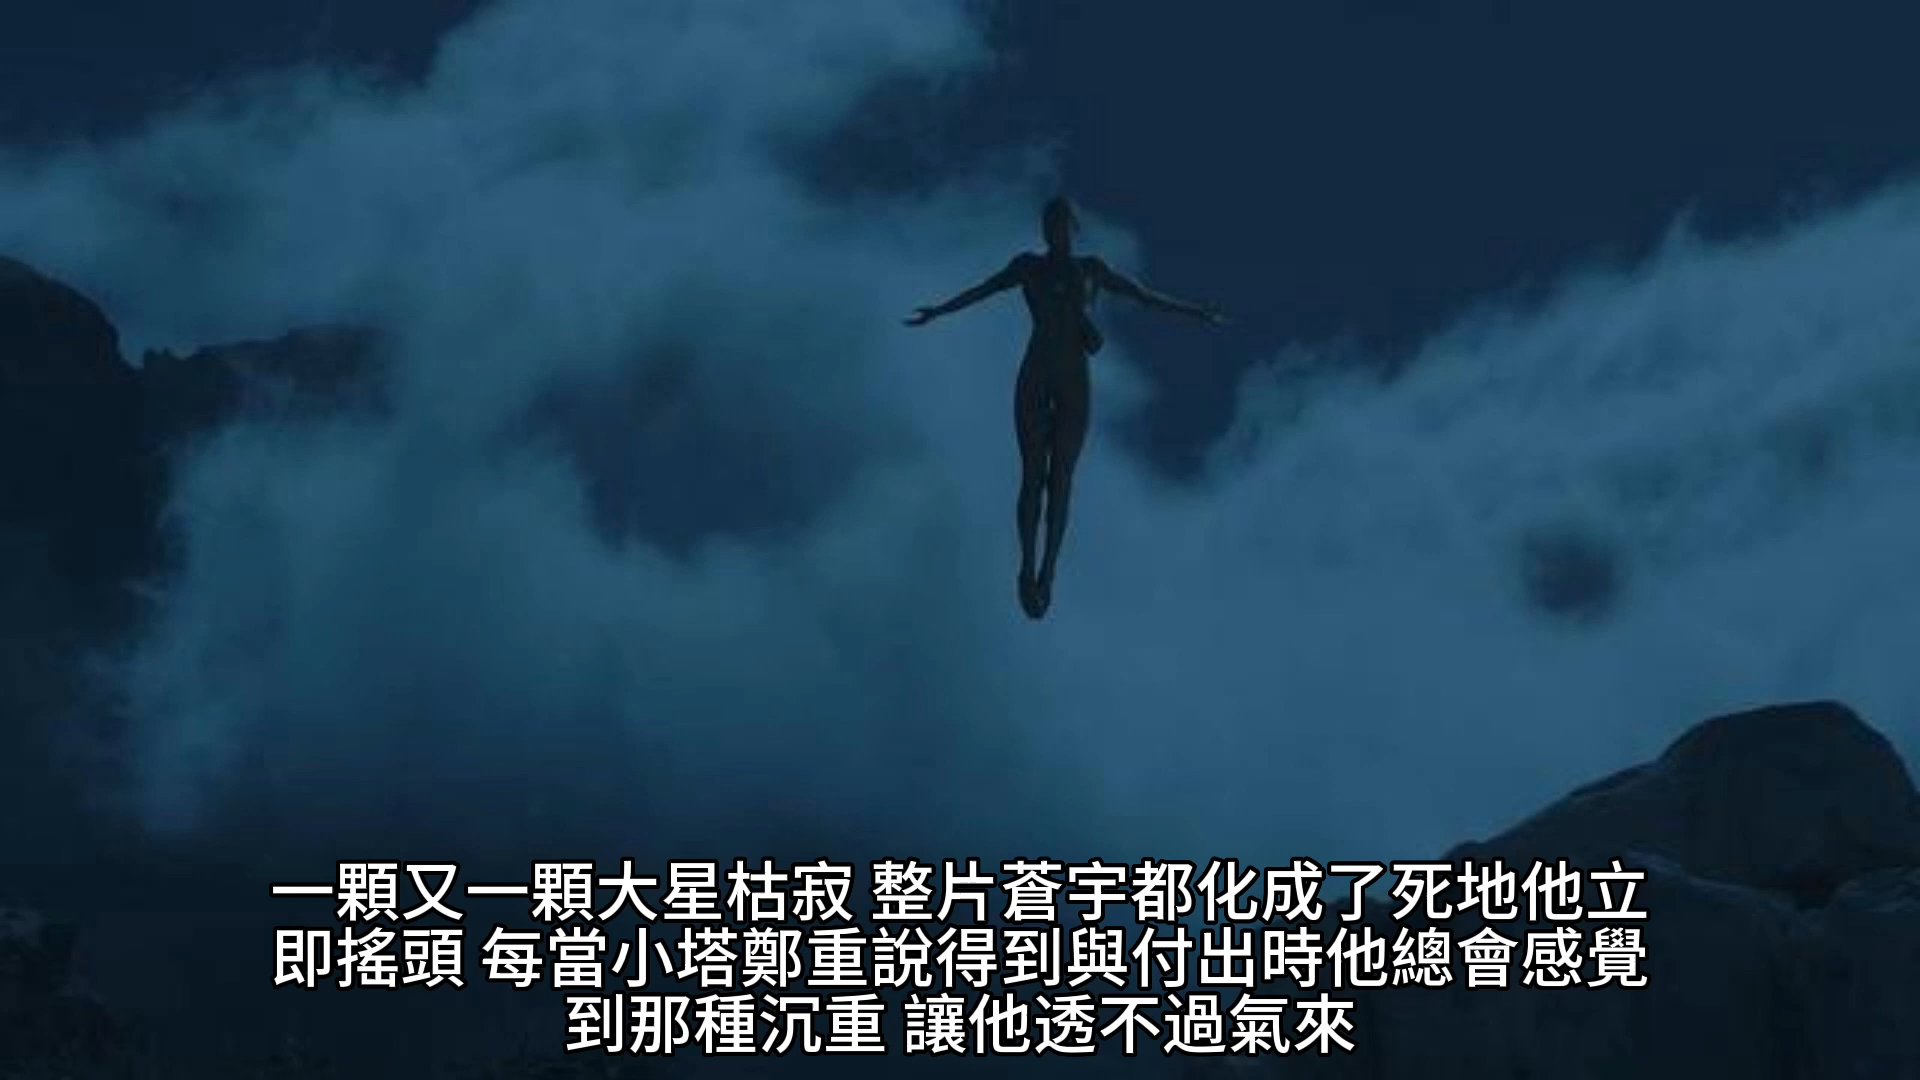 一顆又一顆大星枯寂 整片蒼宇都化成了死地他立
即搖頭 每當小塔鄭重說得到與付出時他總會感覺
到那種沉重 讓他透不過氣來